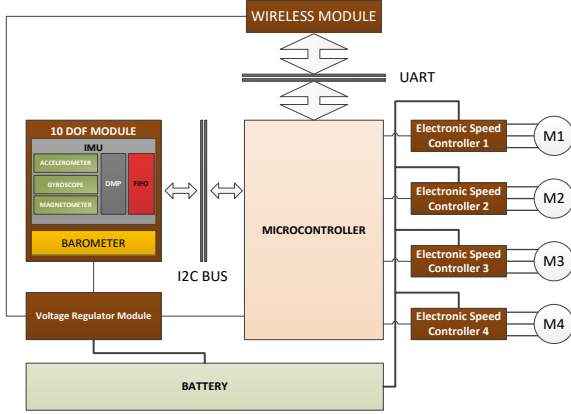 WIRELESS MODULE
UART
10 DOF MODULE
IMU
ACCELEROMETER
GYROSCOPE
MAGNETOMETER
DMP
FIFO
BAROMETER
I2C BUS
MICROCONTROLLER
Electronic Speed
Controller 1
M1
Electronic Speed
Controller 2
M2
Electronic Speed
Controller 3
M3
Electronic Speed
Controller 4
M4
Voltage Regulator Module
BATTERY